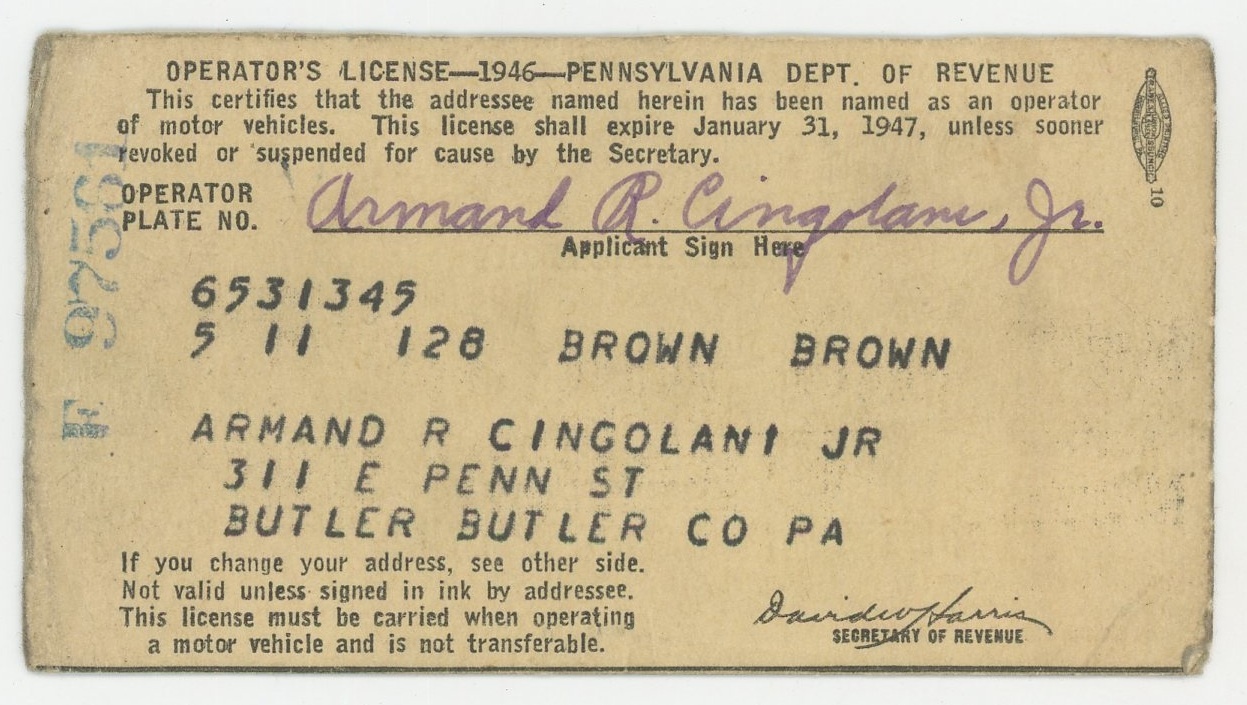 OPERATOR'S LICENSE—1946—PENNSYLVANIA DEPT. OF REVENUE
This certifies that the addressee named herein has been named as an operator
of motor vehicles. This license shall expire January 31, 1947, unless sooner
revoked or suspended for cause by the Secretary.
OPERATOR
PLATE NO.
Armand R. Cingolani, Jr.
Applicant Sign Here
10
F 97561
6531345
5 11 128 BROWN BROWN
ARMAND R CINGOLANI JR
311 E PENN ST
BUTLER BUTLER CO PA
If you change your address, see other side.
Not valid unless signed in ink by addressee.
This license must be carried when operating
a motor vehicle and is not transferable.
David W Harris
SECRETARY OF REVENUE